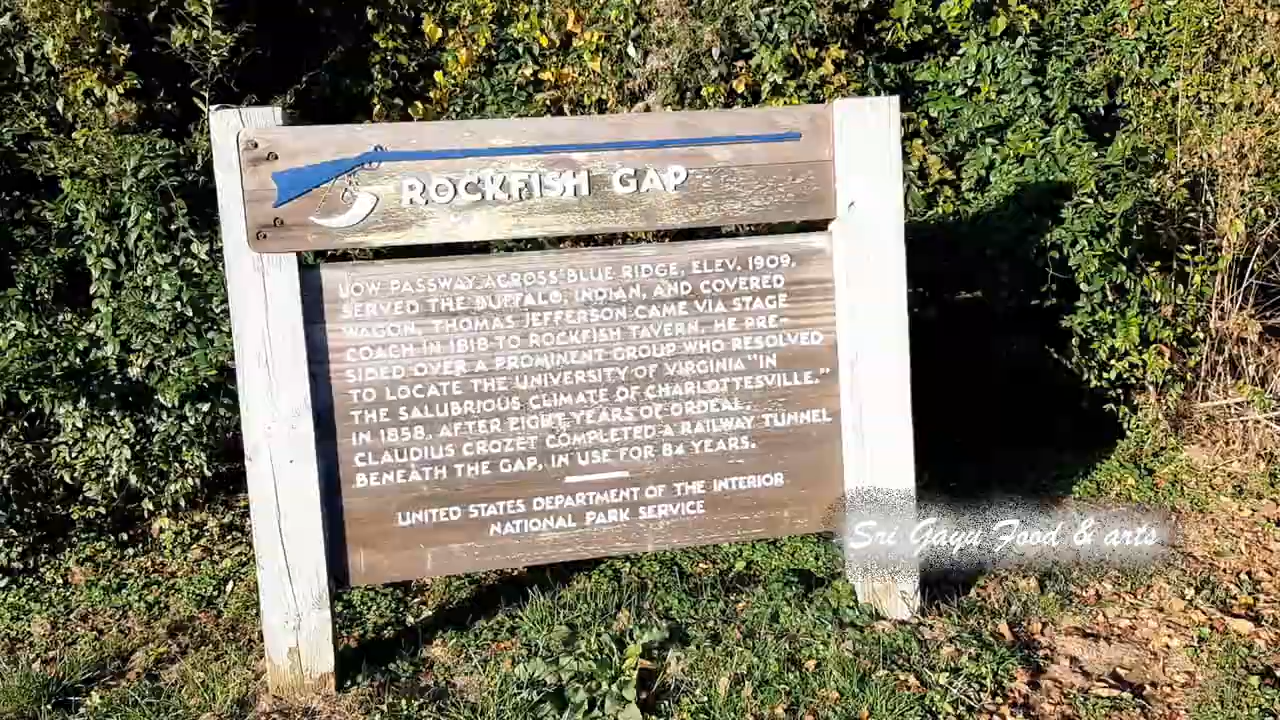 ROCKFISH GAP
LOW PASSWAY ACROSS BLUE RIDGE, ELEV. 1909.
SERVED THE BUFFALO, INDIAN, AND COVERED
WAGON. THOMAS JEFFERSON CAME VIA STAGE
COACH IN 1818 TO ROCKFISH TAVERN. HE PRE-
SIDED OVER A PROMINENT GROUP WHO RESOLVED
TO LOCATE THE UNIVERSITY OF VIRGINIA "IN
THE SALUBRIOUS CLIMATE OF CHARLOTTESVILLE."
IN 1858, AFTER EIGHT YEARS OF ORDEAL,
CLAUDIUS CROZET COMPLETED A RAILWAY TUNNEL
BENEATH THE GAP, IN USE FOR 84 YEARS.
UNITED STATES DEPARTMENT OF THE INTERIOR
NATIONAL PARK SERVICE
Sri Gayu Food & arts